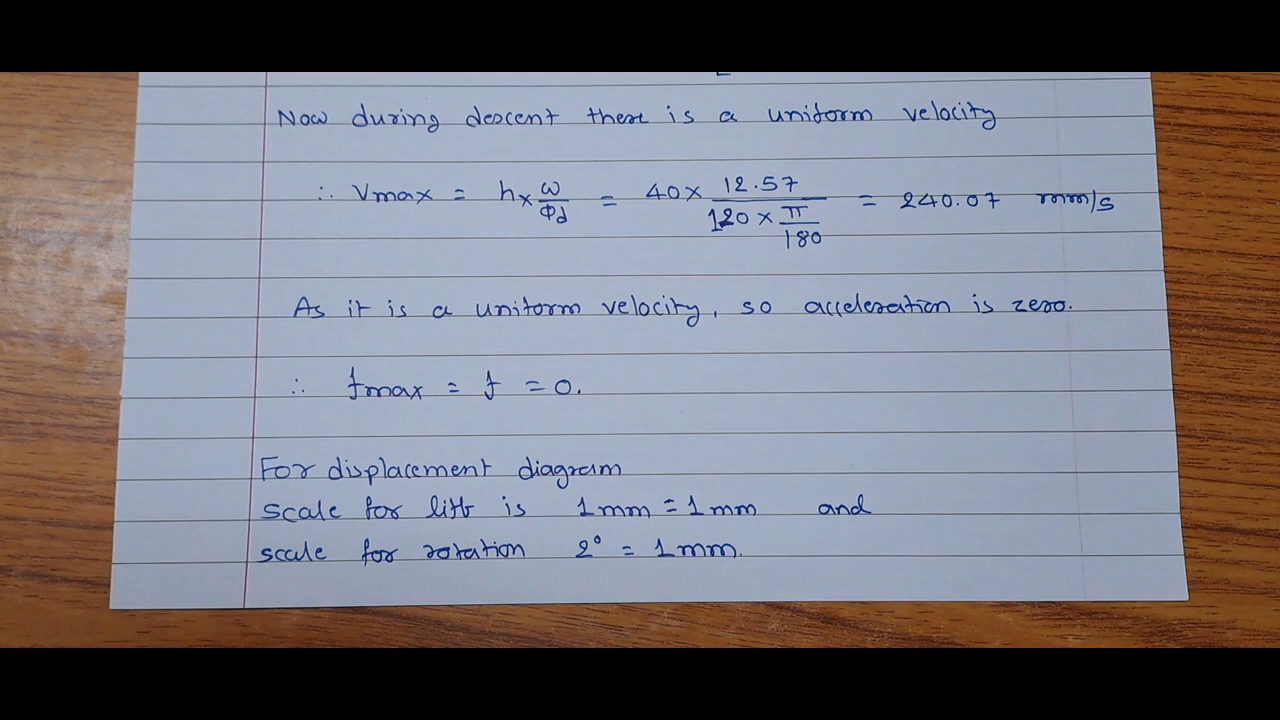 Now during descent there is a uniform velocity
∴ Vmax = h x ω/Φd = 40 x 12.57/(120 x π/180) = 240.07 mm/s
As it is a uniform velocity, so acceleration is zero.
∴ fmax = f = 0.
For displacement diagram
scale for lift is 1mm = 1mm and
scale for rotation 2° = 1mm.